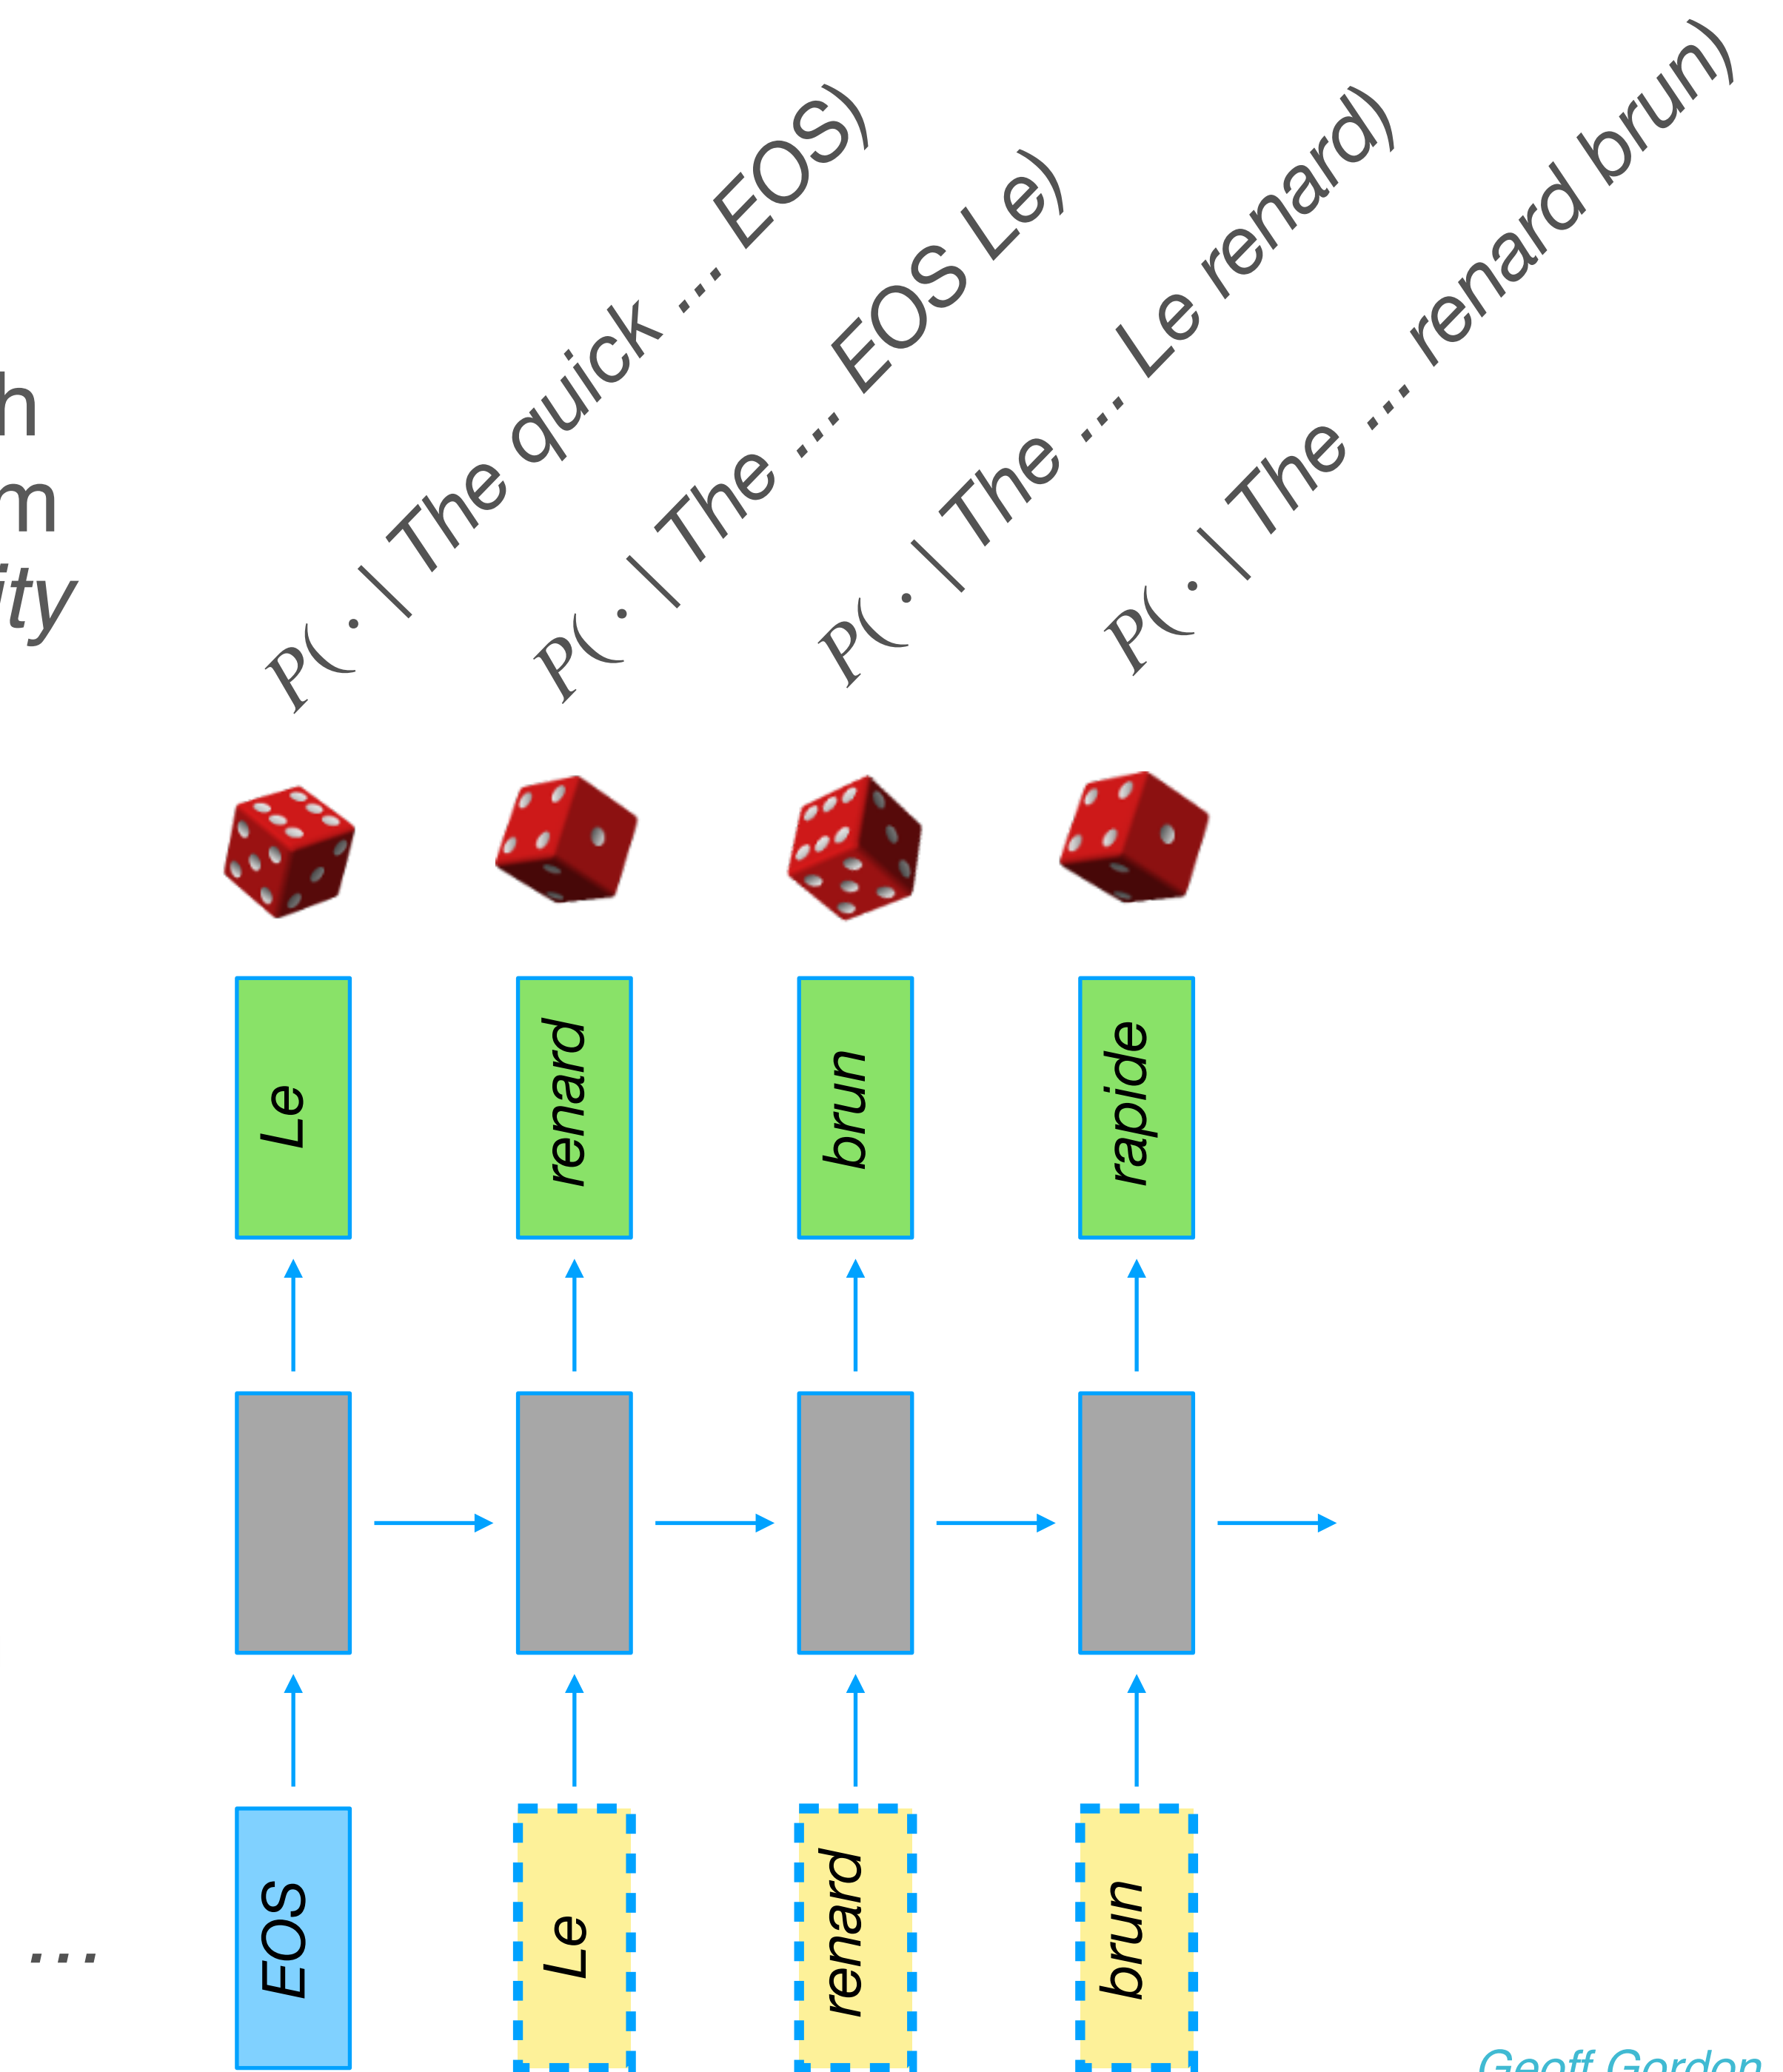 h
m
ity
P( · | The quick … EOS)
P( · | The … EOS Le)
P( · | The … Le renard)
P( · | The … renard brun)
Le
renard
brun
rapide
…
EOS
Le
renard
brun
Geoff Gordon